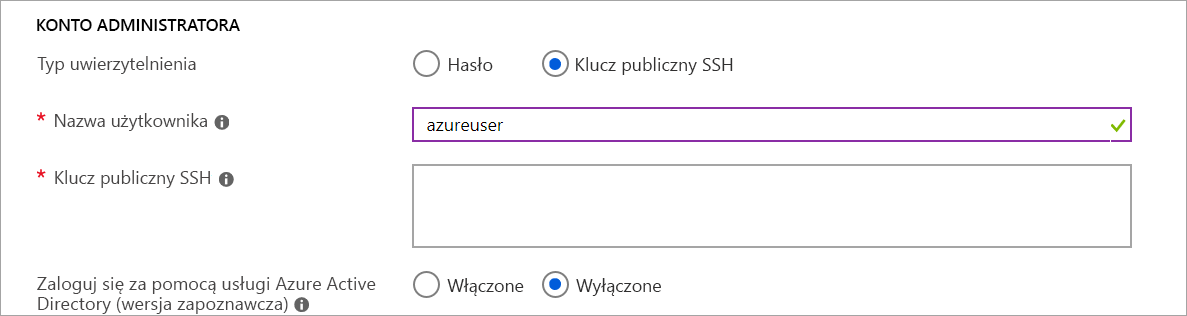 KONTO ADMINISTRATORA
Typ uwierzytelnienia Hasło Klucz publiczny SSH
* Nazwa użytkownika azureuser
* Klucz publiczny SSH
Zaloguj się za pomocą usługi Azure Active
Directory (wersja zapoznawcza) Włączone Wyłączone